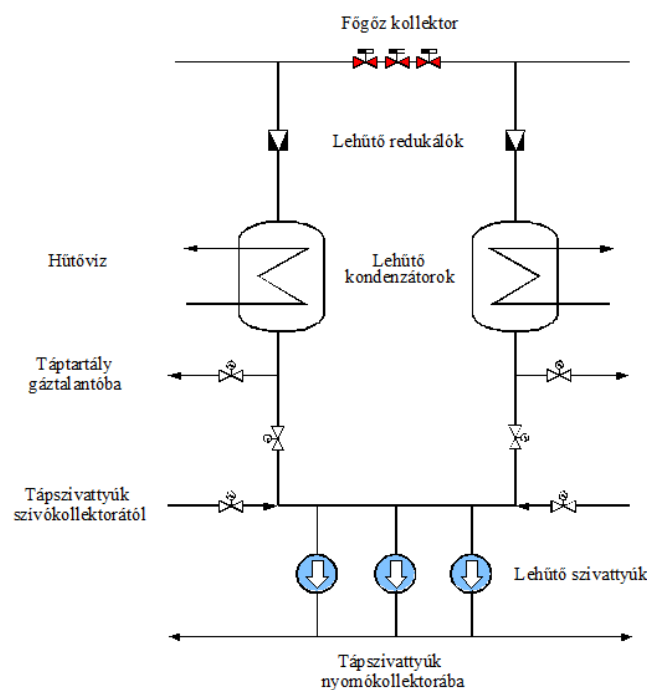 Főgőz kollektor
Lehűtő redukálók
Hűtővíz
Lehűtő
kondenzátorok
Táptartály
gáztalantóba
Tápszivattyúk
szívókollektorától
Lehűtő szivattyúk
Tápszivattyúk
nyomókollektorába